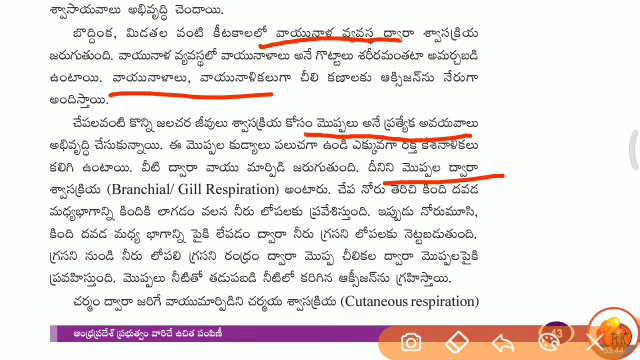 శ్వాసాయవాలు అభివృద్ధి చెందాయి.
బొద్దింక, మిడతల వంటి కీటకాలలో వాయునాళ వ్యవస్థ ద్వారా శ్వాసక్రియ
జరుగుతుంది. వాయునాళ వ్యవస్థలో వాయునాళాలు అనే గొట్టాలు శరీరమంతటా అమర్చబడి
ఉంటాయి. వాయునాళాలు, వాయునాళికలుగా చీలి కణాలకు ఆక్సిజన్‌ను నేరుగా
అందిస్తాయి.
చేపలవంటి కొన్ని జలచర జీవులు శ్వాసక్రియ కోసం మొప్పలు అనే ప్రత్యేక అవయవాలు
అభివృద్ధి చేసుకున్నాయి. ఈ మొప్పల కుడ్యాలు పలుచగా ఉండి ఎక్కువగా రక్త కేశనాళికలు
కలిగి ఉంటాయి. వీటి ద్వారా వాయు మార్పిడి జరుగుతుంది. దీనిని మొప్పల ద్వారా
శ్వాసక్రియ (Branchial/ Gill Respiration) అంటారు. చేప నోరు తెరిచి కింది దవడ
మధ్యభాగాన్ని కిందికి లాగడం వలన నీరు లోపలకు ప్రవేశిస్తుంది. ఇప్పుడు నోరుమూసి,
కింది దవడ మధ్య భాగాన్ని పైకి లేపడం ద్వారా నీరు గ్రసని లోపలకు నెట్టబడుతుంది.
గ్రసని నుండి నీరు లోపలి గ్రసని రంధ్రం ద్వారా మొప్ప చీలికల ద్వారా మొప్పలపైకి
ప్రవహిస్తుంది. మొప్పలు నీటితో తడుపబడి నీటిలో కరిగిన ఆక్సిజన్‌ను గ్రహిస్తాయి.
చర్మం ద్వారా జరిగే వాయుమార్పిడిని చర్మయ శ్వాసక్రియ (Cutaneous respiration)
ఆంధ్రప్రదేశ్ ప్రభుత్వం వారిచే ఉచిత పంపిణీ
43
53:44